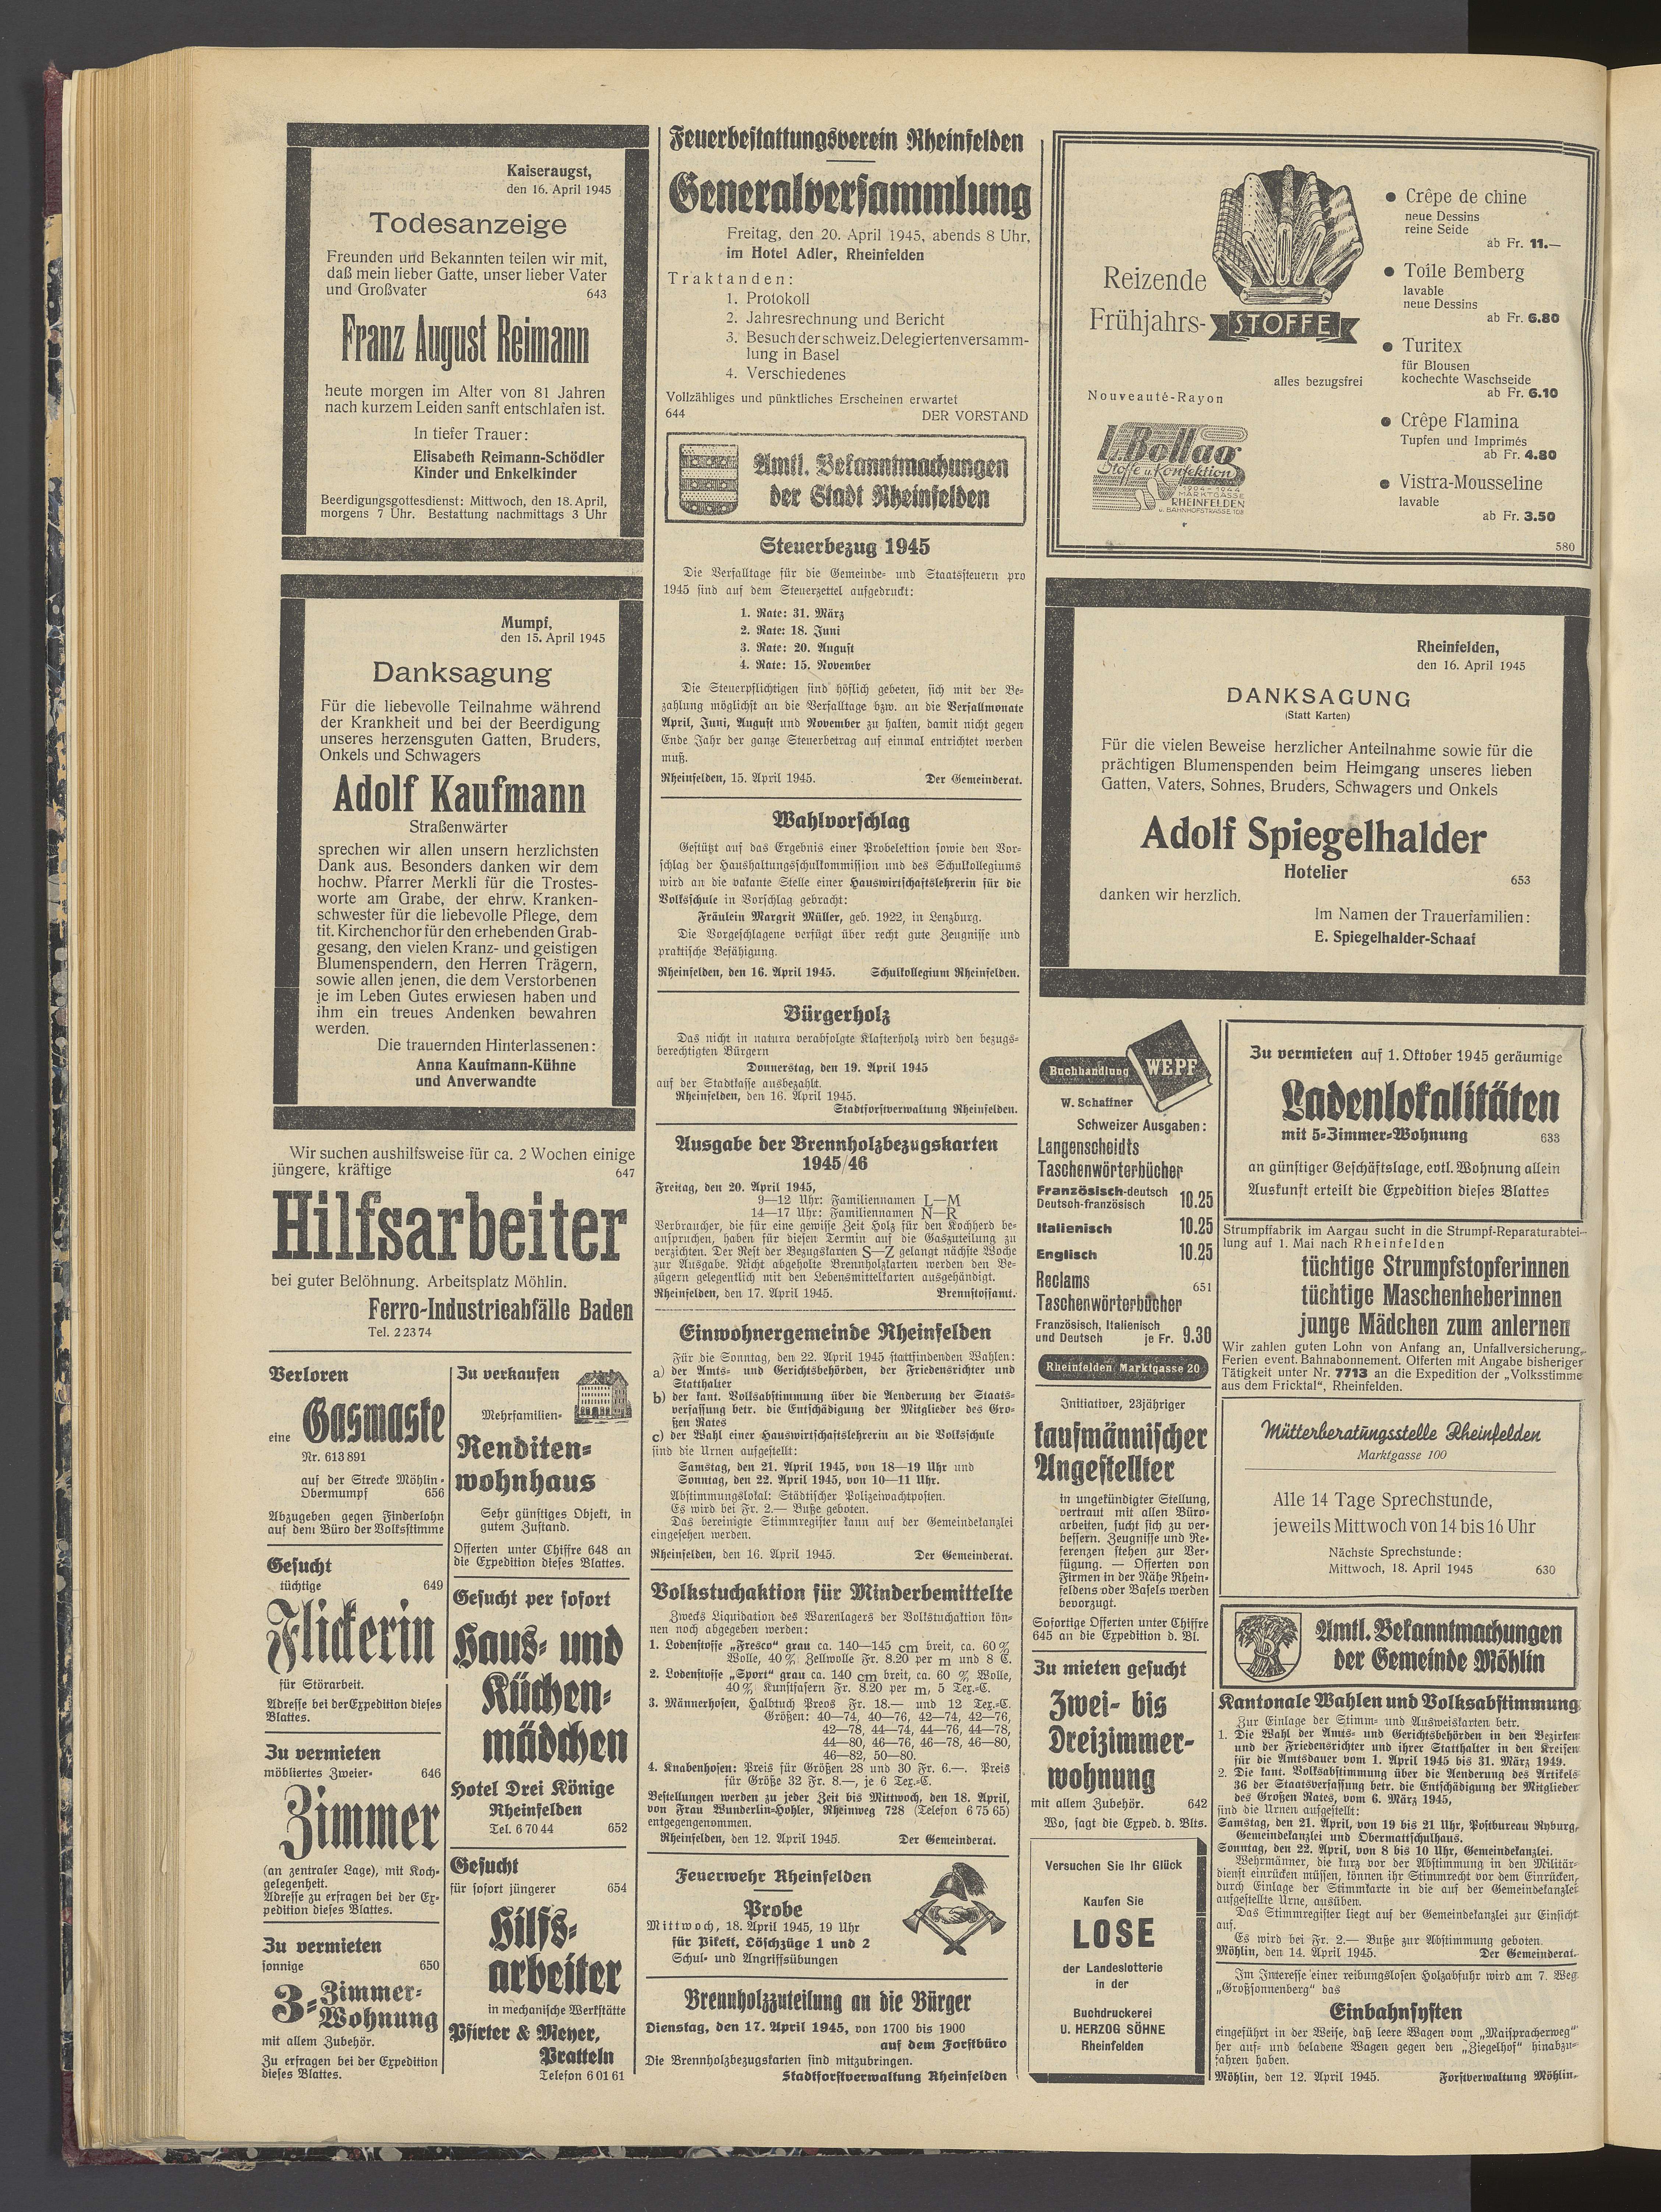 Kaiseraugst,
den 16. April 1945
Todesanzeige
Freunden und Bekannten teilen wir mit,
daß mein lieber Gatte, unser lieber Vater
und Großvater 643
Franz August Reimann
heute morgen im Alter von 81 Jahren
nach kurzem Leiden sanft entschlafen ist.
In tiefer Trauer:
Elisabeth Reimann-Schödler
Kinder und Enkelkinder
Beerdigungsgottesdienst: Mittwoch, den 18. April,
morgens 7 Uhr. Bestattung nachmittags 3 Uhr
Mumpf,
den 15. April 1945
Danksagung
Für die liebevolle Teilnahme während
der Krankheit und bei der Beerdigung
unseres herzensguten Gatten, Bruders,
Onkels und Schwagers
Adolf Kaufmann
Straßenwärter
sprechen wir allen unsern herzlichsten
Dank aus. Besonders danken wir dem
hochw. Pfarrer Merkli für die Trostes-
worte am Grabe, der ehrw. Kranken-
schwester für die liebevolle Pflege, dem
tit. Kirchenchor für den erhebenden Grab-
gesang, den vielen Kranz- und geistigen
Blumenspendern, den Herren Trägern,
sowie allen jenen, die dem Verstorbenen
je im Leben Gutes erwiesen haben und
ihm ein treues Andenken bewahren
werden.
Die trauernden Hinterlassenen:
Anna Kaufmann-Kühne
und Anverwandte
Wir suchen aushilfsweise für ca. 2 Wochen einige
jüngere, kräftige 647
Hilfsarbeiter
bei guter Belöhnung. Arbeitsplatz Möhlin.
Ferro-Industrieabfälle Baden
Tel. 2 23 74
Verloren
eine Gasmaske
Nr. 613 891
auf der Strecke Möhlin-
Obermumpf 656
Abzugeben gegen Finderlohn
auf dem Büro der Volksstimme
Gesucht
tüchtige 649
Flickerin
für Störarbeit.
Adresse bei der Expedition dieses
Blattes.
Zu vermieten
möbliertes Zweier- 646
Zimmer
(an zentraler Lage), mit Koch-
gelegenheit.
Adresse zu erfragen bei der Ex-
pedition dieses Blattes.
Zu vermieten
sonnige 650
3-Zimmer-
Wohnung
mit allem Zubehör.
Zu erfragen bei der Expedition
dieses Blattes.
Zu verkaufen
Mehrfamilien-
Renditen-
wohnhaus
Sehr günstiges Objekt, in
gutem Zustand.
Offerten unter Chiffre 648 an
die Expedition dieses Blattes.
Gesucht per sofort
Haus- und
Küchen-
mädchen
Hotel Drei Könige
Rheinfelden
Tel. 6 70 44 652
Gesucht
für sofort jüngerer 654
Hilfs-
arbeiter
in mechanische Werkstätte
Pfirter & Meyer,
Pratteln
Telefon 6 01 61
Feuerbestattungsverein Rheinfelden
Generalversammlung
Freitag, den 20. April 1945, abends 8 Uhr,
im Hotel Adler, Rheinfelden
Traktanden:
1. Protokoll
2. Jahresrechnung und Bericht
3. Besuch der schweiz. Delegiertenversamm-
lung in Basel
4. Verschiedenes
Vollzähliges und pünktliches Erscheinen erwartet
644 DER VORSTAND
Amtl. Bekanntmachungen
der Stadt Rheinfelden
Steuerbezug 1945
Die Verfalltage für die Gemeinde- und Staatssteuern pro
1945 sind auf dem Steuerzettel aufgedruckt:
1. Rate: 31. März
2. Rate: 18. Juni
3. Rate: 20. August
4. Rate: 15. November
Die Steuerpflichtigen sind höflich gebeten, sich mit der Be-
zahlung möglichst an die Verfalltage bzw. an die Verfallmonate
April, Juni, August und November zu halten, damit nicht gegen
Ende Jahr der ganze Steuerbetrag auf einmal entrichtet werden
muß.
Rheinfelden, 15. April 1945. Der Gemeinderat.
Wahlvorschlag
Gestützt auf das Ergebnis einer Probelektion sowie den Vor-
schlag der Haushaltungsschulkommission und des Schulkollegiums
wird an die vakante Stelle einer Hauswirtschaftslehrerin für die
Volksschule in Vorschlag gebracht:
Fräulein Margrit Müller, geb. 1922, in Lenzburg.
Die Vorgeschlagene verfügt über recht gute Zeugnisse und
praktische Befähigung.
Rheinfelden, den 16. April 1945. Schulkollegium Rheinfelden.
Bürgerholz
Das nicht in natura verabfolgte Klafterholz wird den bezugs-
berechtigten Bürgern
Donnerstag, den 19. April 1945
auf der Stadtkasse ausbezahlt.
Rheinfelden, den 16. April 1945.
Stadtforstverwaltung Rheinfelden.
Ausgabe der Brennholzbezugskarten
1945/46
Freitag, den 20. April 1945,
9—12 Uhr: Familiennamen L—M
14—17 Uhr: Familiennamen N—R
Verbraucher, die für eine gewisse Zeit Holz für den Kochherd be-
anspruchen, haben für diesen Termin auf die Gaszuteilung zu
verzichten. Der Rest der Bezugskarten S—Z gelangt nächste Woche
zur Ausgabe. Nicht abgeholte Brennholzkarten werden den Be-
zügern gelegentlich mit den Lebensmittelkarten ausgehändigt.
Rheinfelden, den 17. April 1945. Brennstoffamt.
Einwohnergemeinde Rheinfelden
Für die Sonntag, den 22. April 1945 stattfindenden Wahlen:
a) der Amts- und Gerichtsbehörden, der Friedensrichter und
Statthalter
b) der kant. Volksabstimmung über die Aenderung der Staats-
verfassung betr. die Entschädigung der Mitglieder des Gro-
ßen Rates
c) der Wahl einer Hauswirtschaftslehrerin an die Volksschule
sind die Urnen aufgestellt:
Samstag, den 21. April 1945, von 18—19 Uhr und
Sonntag, den 22. April 1945, von 10—11 Uhr.
Abstimmungslokal: Städtischer Polizeiwachtposten.
Es wird bei Fr. 2.— Buße geboten.
Das bereinigte Stimmregister kann auf der Gemeindekanzlei
eingesehen werden.
Rheinfelden, den 16. April 1945. Der Gemeinderat.
Volkstuchaktion für Minderbemittelte
Zwecks Liquidation des Warenlagers der Volkstuchaktion kön-
nen noch abgegeben werden:
1. Lodenstoffe „Fresco“ grau ca. 140—145 cm breit, ca. 60 %
Wolle, 40 % Zellwolle Fr. 8.20 per m und 8 C.
2. Lodenstoffe „Sport“ grau ca. 140 cm breit, ca. 60 % Wolle,
40 % Kunstfasern Fr. 8.20 per m, 5 Tex.-C.
3. Männerhosen, Halbtuch Preos Fr. 18.— und 12 Tex.-C.
Größen: 40—74, 40—76, 42—74, 42—76,
42—78, 44—74, 44—76, 44—78,
44—80, 46—76, 46—78, 46—80,
46—82, 50—80.
4. Knabenhosen: Preis für Größen 28 und 30 Fr. 6.—. Preis
für Größe 32 Fr. 8.—, je 6 Tex.-C.
Bestellungen werden zu jeder Zeit bis Mittwoch, den 18. April,
von Frau Wunderlin-Hohler, Rheinweg 728 (Telefon 6 75 65)
entgegengenommen.
Rheinfelden, den 12. April 1945. Der Gemeinderat.
Feuerwehr Rheinfelden
Probe
Mittwoch, 18. April 1945, 19 Uhr
für Pikett, Löschzüge 1 und 2
Schul- und Angriffsübungen
Brennholzzuteilung an die Bürger
Dienstag, den 17. April 1945, von 1700 bis 1900
auf dem Forstbüro
Die Brennholzbezugskarten sind mitzubringen.
Stadtforstverwaltung Rheinfelden
Reizende
Frühjahrs-
STOFFE
alles bezugsfrei
Nouveauté-Rayon
I. Bollag
Stoffe u. Konfektion
1904-1944
MARKTGASSE
RHEINFELDEN
u. BAHNHOFSTRASSE 103
Crêpe de chine
neue Dessins
reine Seide
ab Fr. 11.—
Toile Bemberg
lavable
neue Dessins
ab Fr. 6.80
Turitex
für Blousen
kochechte Waschseide
ab Fr. 6.10
Crêpe Flamina
Tupfen und Imprimés
ab Fr. 4.80
Vistra-Mousseline
lavable
ab Fr. 3.50
580
Rheinfelden,
den 16. April 1945
DANKSAGUNG
(Statt Karten)
Für die vielen Beweise herzlicher Anteilnahme sowie für die
prächtigen Blumenspenden beim Heimgang unseres lieben
Gatten, Vaters, Sohnes, Bruders, Schwagers und Onkels
Adolf Spiegelhalder
Hotelier 653
danken wir herzlich.
Im Namen der Trauerfamilien:
E. Spiegelhalder-Schaaf
Buchhandlung WEPF
W. Schaffner
Schweizer Ausgaben:
Langenscheidts
Taschenwörterbücher
Französisch-deutsch
Deutsch-französisch 10.25
Italienisch 10.25
Englisch 10.25
Reclams 651
Taschenwörterbücher
Französisch, Italienisch
und Deutsch je Fr. 9.30
Rheinfelden Marktgasse 20
Initiativer, 23jähriger
kaufmännischer
Angestellter
in ungekündigter Stellung,
vertraut mit allen Büro-
arbeiten, sucht sich zu ver-
bessern. Zeugnisse und Re-
ferenzen stehen zur Ver-
fügung. — Offerten von
Firmen in der Nähe Rhein-
feldens oder Basels werden
bevorzugt.
Sofortige Offerten unter Chiffre
645 an die Expedition d. Bl.
Zu mieten gesucht
Zwei- bis
Dreizimmer-
wohnung
mit allem Zubehör. 642
Wo, sagt die Exped. d. Blts.
Versuchen Sie Ihr Glück
Kaufen Sie
LOSE
der Landeslotterie
in der
Buchdruckerei
U. HERZOG SÖHNE
Rheinfelden
Zu vermieten auf 1. Oktober 1945 geräumige
Ladenlokalitäten
mit 5-Zimmer-Wohnung 633
an günstiger Geschäftslage, evtl. Wohnung allein
Auskunft erteilt die Expedition dieses Blattes
Strumpffabrik im Aargau sucht in die Strumpf-Reparaturabtei-
lung auf 1. Mai nach Rheinfelden
tüchtige Strumpfstopferinnen
tüchtige Maschenheberinnen
junge Mädchen zum anlernen
Wir zahlen guten Lohn von Anfang an, Unfallversicherung,
Ferien event. Bahnabonnement. Offerten mit Angabe bisheriger
Tätigkeit unter Nr. 7713 an die Expedition der „Volksstimme
aus dem Fricktal“, Rheinfelden.
Mütterberatungsstelle Rheinfelden
Marktgasse 100
Alle 14 Tage Sprechstunde,
jeweils Mittwoch von 14 bis 16 Uhr
Nächste Sprechstunde:
Mittwoch, 18. April 1945 630
Amtl. Bekanntmachungen
der Gemeinde Möhlin
Kantonale Wahlen und Volksabstimmung
Zur Einlage der Stimm- und Ausweiskarten betr.
1. Die Wahl der Amts- und Gerichtsbehörden in den Bezirken
und der Friedensrichter und ihrer Statthalter in den Kreisen
für die Amtsdauer vom 1. April 1945 bis 31. März 1949.
2. Die kant. Volksabstimmung über die Aenderung des Artikels
36 der Staatsverfassung betr. die Entschädigung der Mitglieder
des Großen Rates, vom 6. März 1945,
sind die Urnen aufgestellt:
Samstag, den 21. April, von 19 bis 21 Uhr, Postbureau Ryburg,
Gemeindekanzlei und Obermattschulhaus.
Sonntag, den 22. April, von 8 bis 10 Uhr, Gemeindekanzlei.
Wehrmänner, die kurz vor der Abstimmung in den Militär-
dienst einrücken müssen, können ihr Stimmrecht vor dem Einrücken,
durch Einlage der Stimmkarte in die auf der Gemeindekanzlei
aufgestellte Urne, ausüben.
Das Stimmregister liegt auf der Gemeindekanzlei zur Einsicht
auf.
Es wird bei Fr. 2.— Buße zur Abstimmung geboten.
Möhlin, den 14. April 1945. Der Gemeinderat.
Im Interesse einer reibungslosen Holzabfuhr wird am 7. Weg
„Großsonnenberg“ das
Einbahnsysten
eingeführt in der Weise, daß leere Wagen vom „Maispracherweg“
her auf- und beladene Wagen gegen den „Ziegelhof“ hinabzu-
fahren haben.
Möhlin, den 12. April 1945. Forstverwaltung Möhlin.